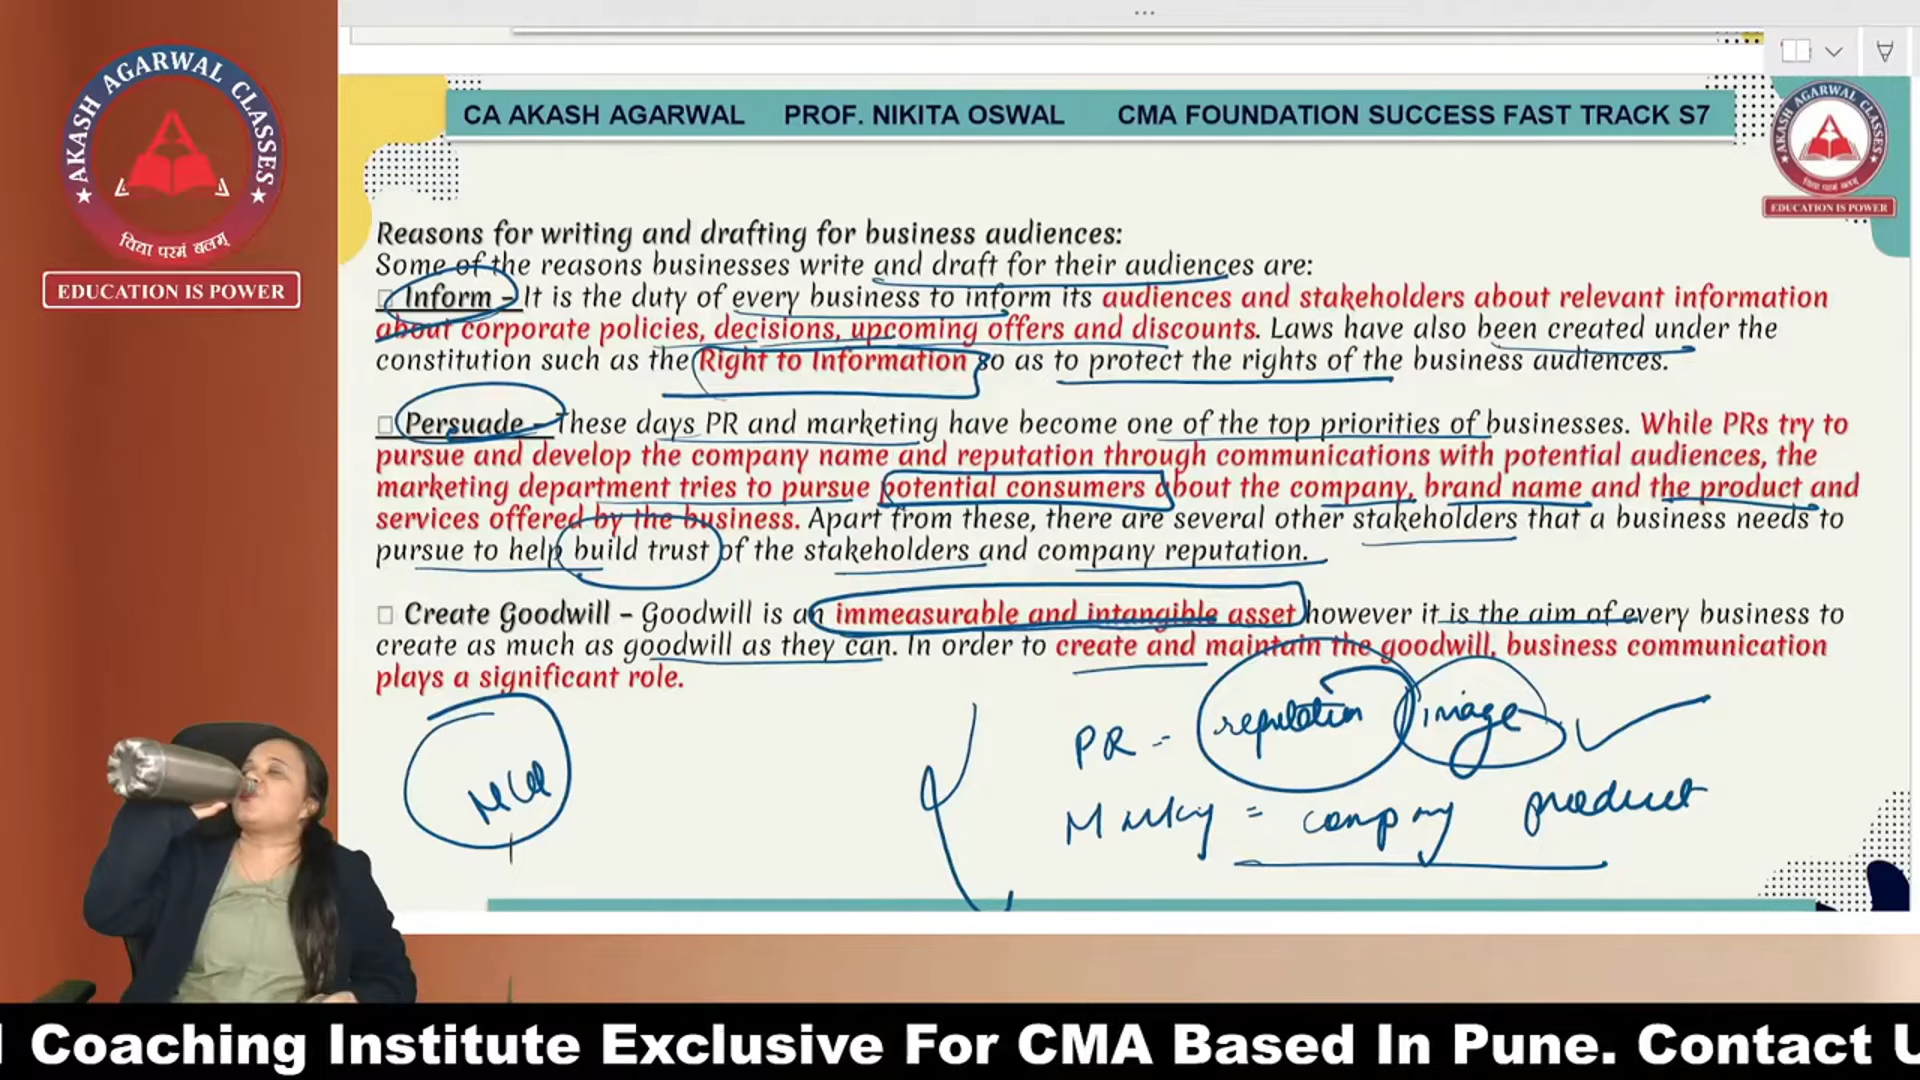 AKASH AGARWAL CLASSES
विद्या परमं बलम्
EDUCATION IS POWER
CA AKASH AGARWAL PROF. NIKITA OSWAL CMA FOUNDATION SUCCESS FAST TRACK S7
AKASH AGARWAL CLASSES
विद्या परमं बलम्
EDUCATION IS POWER
Reasons for writing and drafting for business audiences:
Some of the reasons businesses write and draft for their audiences are:
Inform – It is the duty of every business to inform its audiences and stakeholders about relevant information
about corporate policies, decisions, upcoming offers and discounts. Laws have also been created under the
constitution such as the Right to Information so as to protect the rights of the business audiences.
Persuade – These days PR and marketing have become one of the top priorities of businesses. While PRs try to
pursue and develop the company name and reputation through communications with potential audiences, the
marketing department tries to pursue potential consumers about the company, brand name and the product and
services offered by the business. Apart from these, there are several other stakeholders that a business needs to
pursue to help build trust of the stakeholders and company reputation.
Create Goodwill – Goodwill is an immeasurable and intangible asset however it is the aim of every business to
create as much as goodwill as they can. In order to create and maintain the goodwill, business communication
plays a significant role.
PR = reputation image
= company product
Coaching Institute Exclusive For CMA Based In Pune. Contact U